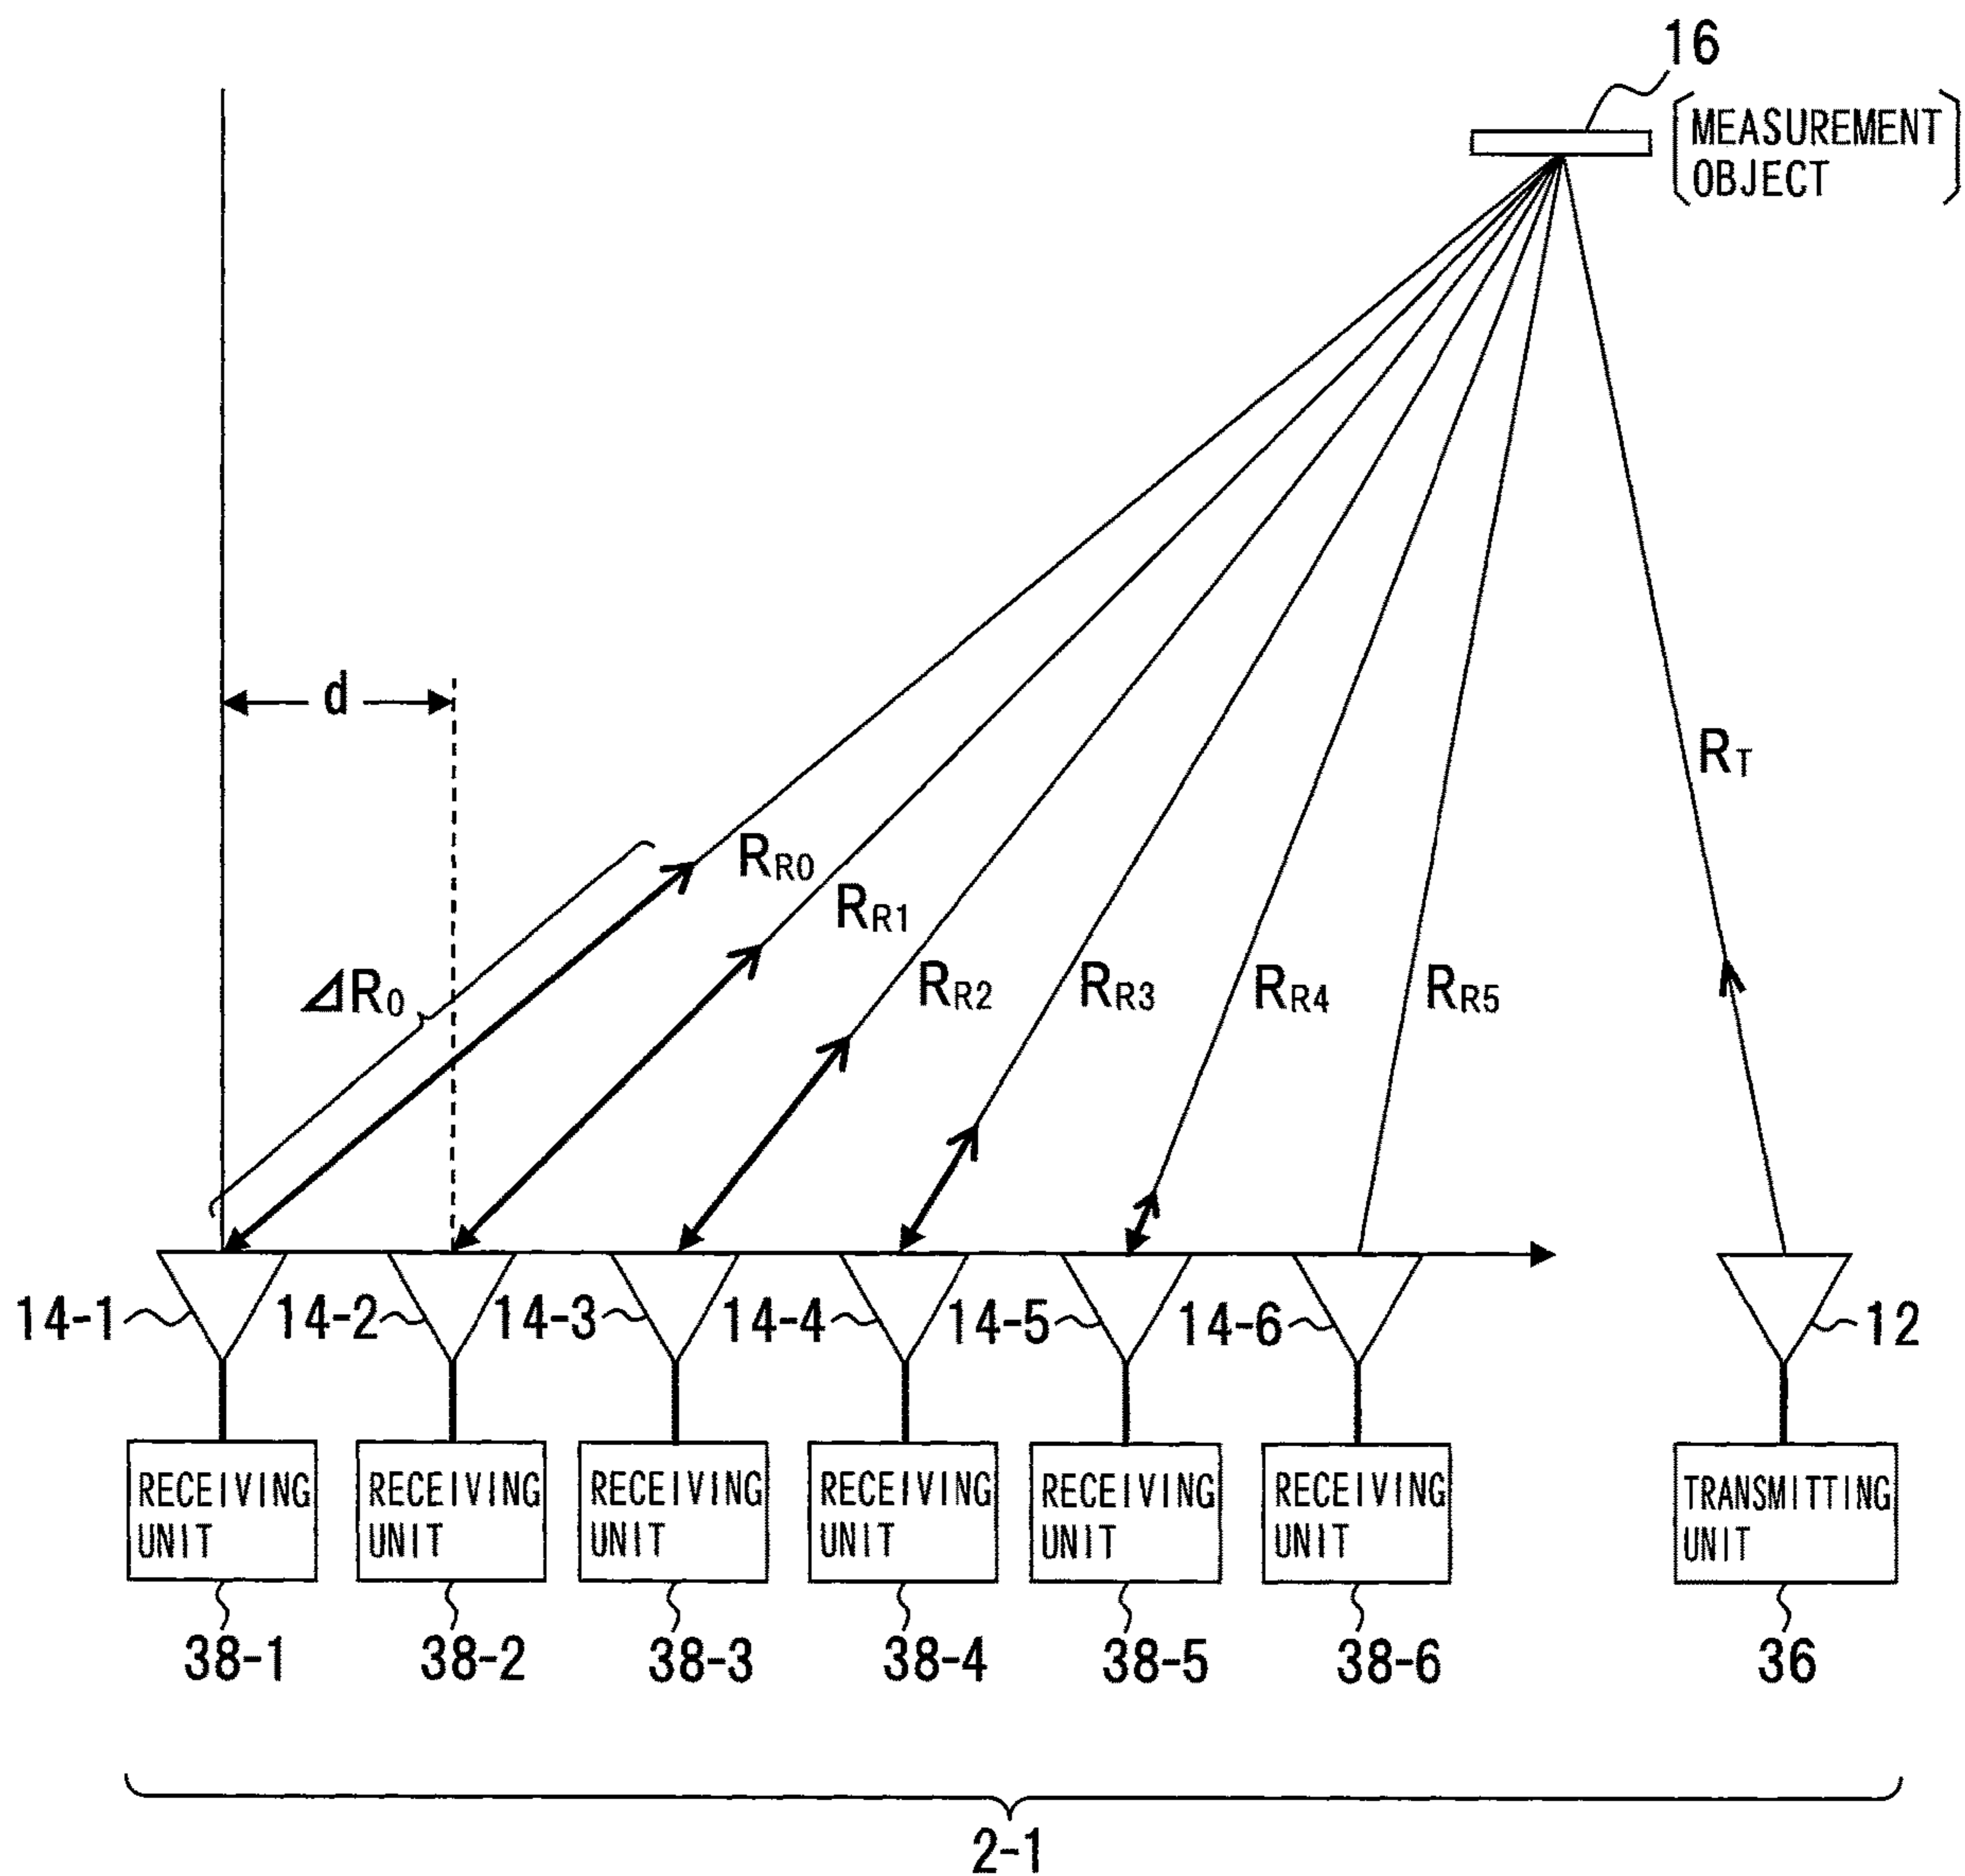 16
MEASUREMENT
OBJECT
d
RT
RR0
RR1
RR2
RR3
RR4
RR5
⊿R0
14-1
14-2
14-3
14-4
14-5
14-6
12
RECEIVING
UNIT
RECEIVING
UNIT
RECEIVING
UNIT
RECEIVING
UNIT
RECEIVING
UNIT
RECEIVING
UNIT
TRANSMITTING
UNIT
38-1
38-2
38-3
38-4
38-5
38-6
36
2-1